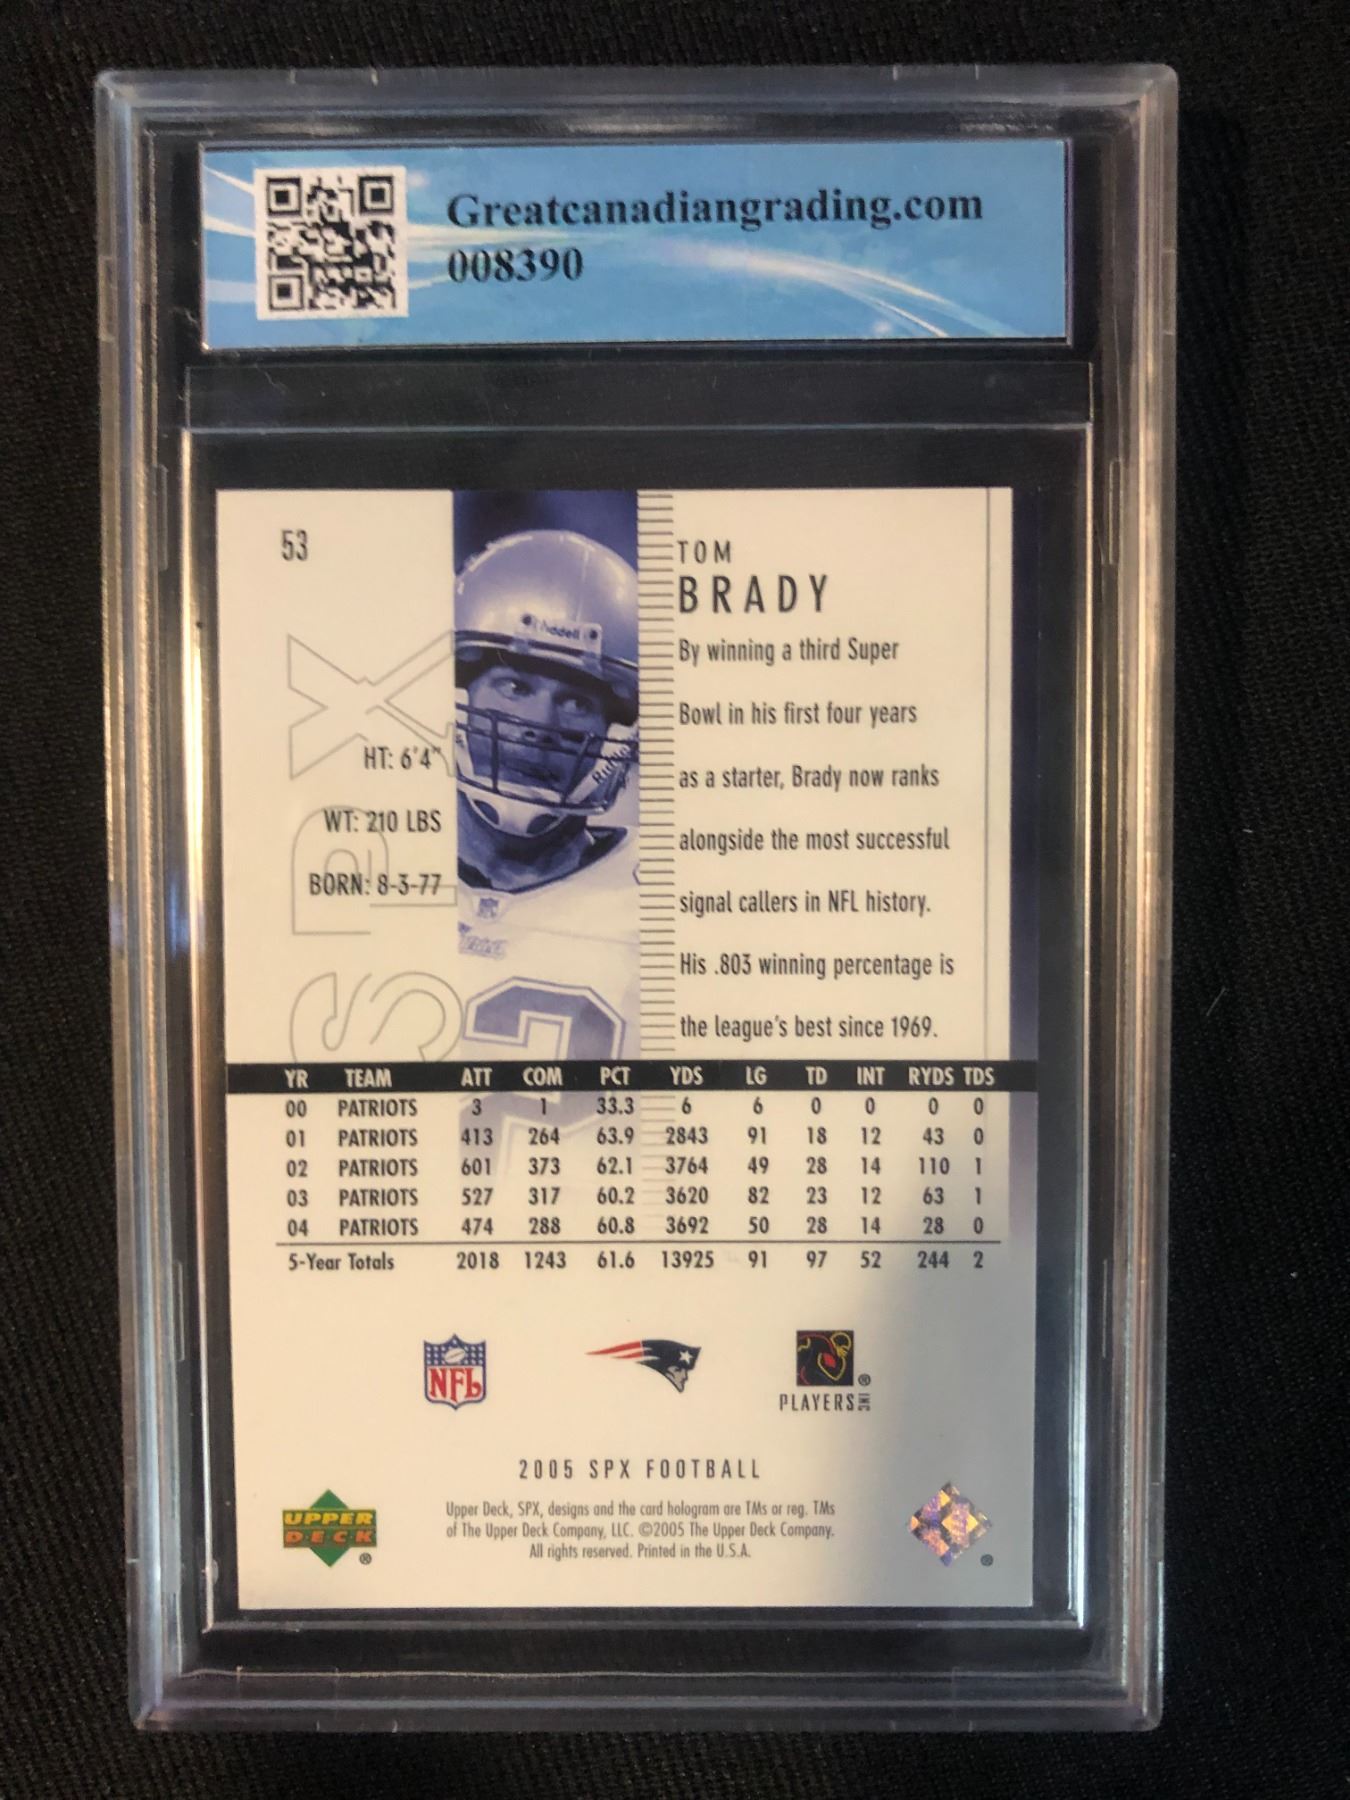 Greatcanadiangrading.com
008390
53
TOM
BRADY
Riddell
By winning a third Super
Bowl in his first four years
as a starter, Brady now ranks
alongside the most successful
signal callers in NFL history.
His .803 winning percentage is
the league's best since 1969.
HT: 6'4"
WT: 210 LBS
BORN: 8-3-77
SPX
YR TEAM ATT COM PCT YDS LG TD INT RYDS TDS
00 PATRIOTS 3 1 33.3 6 6 0 0 0 0
01 PATRIOTS 413 264 63.9 2843 91 18 12 43 0
02 PATRIOTS 601 373 62.1 3764 49 28 14 110 1
03 PATRIOTS 527 317 60.2 3620 82 23 12 63 1
04 PATRIOTS 474 288 60.8 3692 50 28 14 28 0
5-Year Totals 2018 1243 61.6 13925 91 97 52 244 2
NFL
PLAYERS INC ®
2005 SPX FOOTBALL
UPPER
DECK ®
Upper Deck, SPX, designs and the card hologram are TMs or reg. TMs
of The Upper Deck Company, LLC. ©2005 The Upper Deck Company.
All rights reserved. Printed in the U.S.A.
®